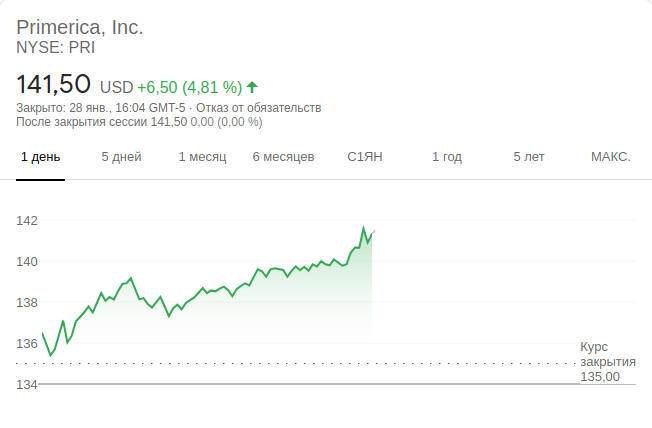 Primerica, Inc.
NYSE: PRI
141,50 USD +6,50 (4,81 %)
Закрыто: 28 янв., 16:04 GMT-5 · Отказ от обязательств
После закрытия сессии 141,50 0,00 (0,00 %)
1 день 5 дней 1 месяц 6 месяцев С1ЯН 1 год 5 лет МАКС.
142
140
138
136
134
Курс
закрытия
135,00